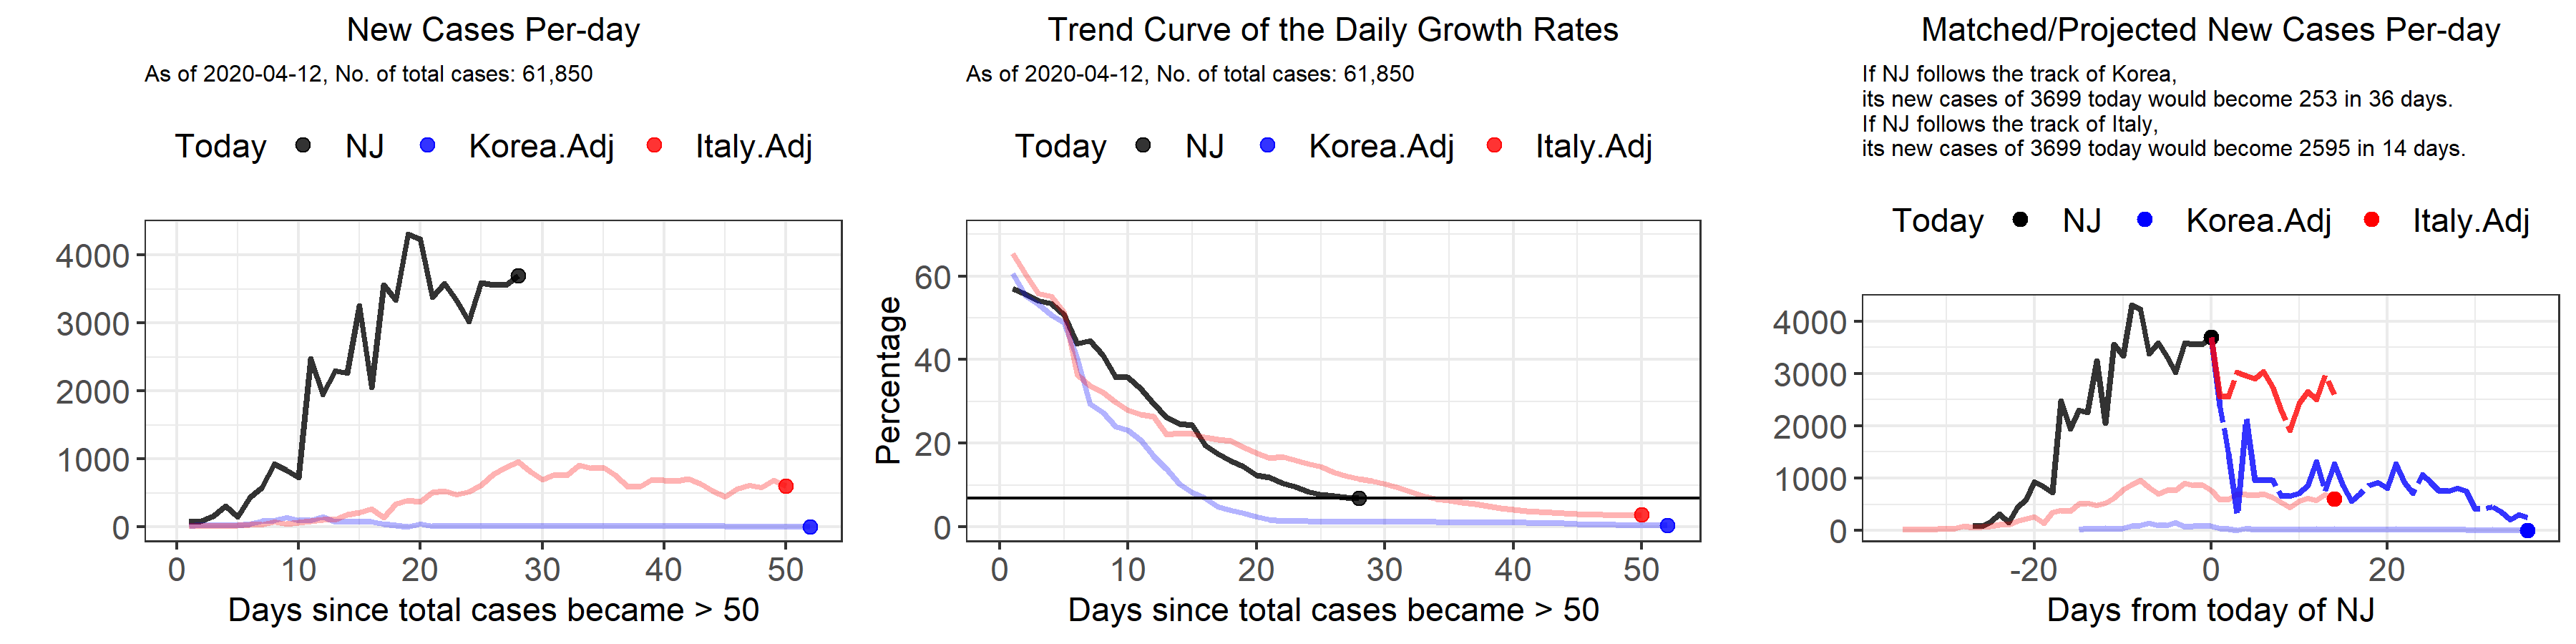 New Cases Per-day
As of 2020-04-12, No. of total cases: 61,850
Today NJ Korea.Adj Italy.Adj
4000
3000
2000
1000
0
0 10 20 30 40 50
Days since total cases became > 50
Trend Curve of the Daily Growth Rates
As of 2020-04-12, No. of total cases: 61,850
Today NJ Korea.Adj Italy.Adj
Percentage
60
40
20
0
0 10 20 30 40 50
Days since total cases became > 50
Matched/Projected New Cases Per-day
If NJ follows the track of Korea,
its new cases of 3699 today would become 253 in 36 days.
If NJ follows the track of Italy,
its new cases of 3699 today would become 2595 in 14 days.
Today NJ Korea.Adj Italy.Adj
4000
3000
2000
1000
0
-20 0 20
Days from today of NJ